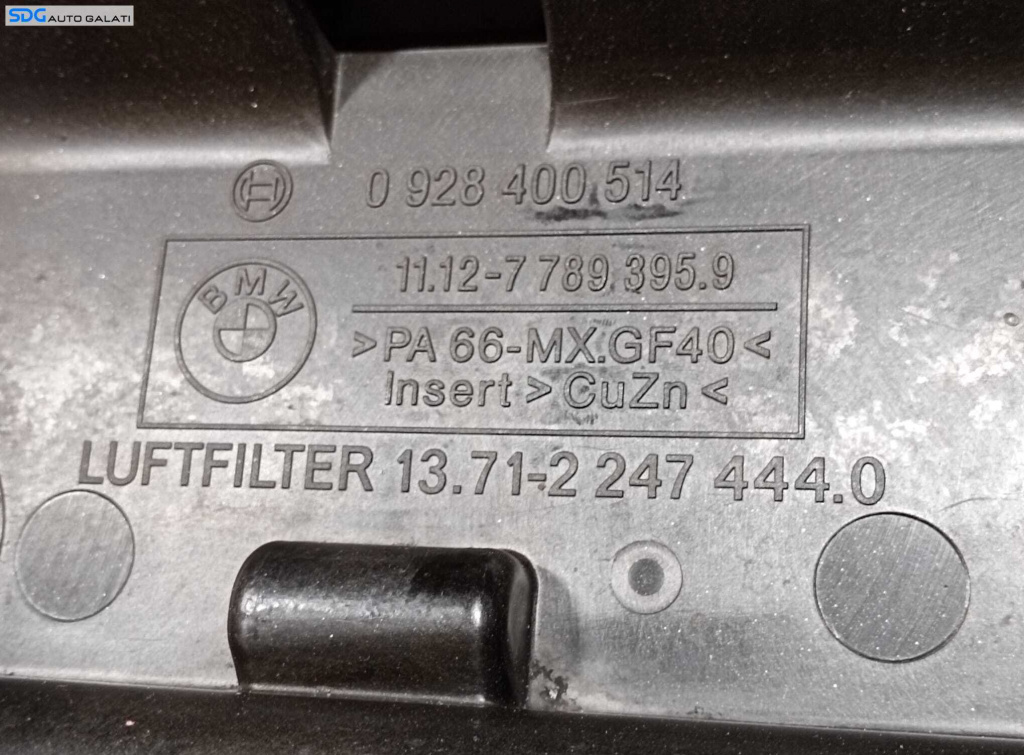 SDG AUTO GALATI
0 928 400 514
BMW
11.12-7 789 395.9
>PA 66-MX.GF40<
Insert >CuZn<
LUFTFILTER 13.71-2 247 444.0